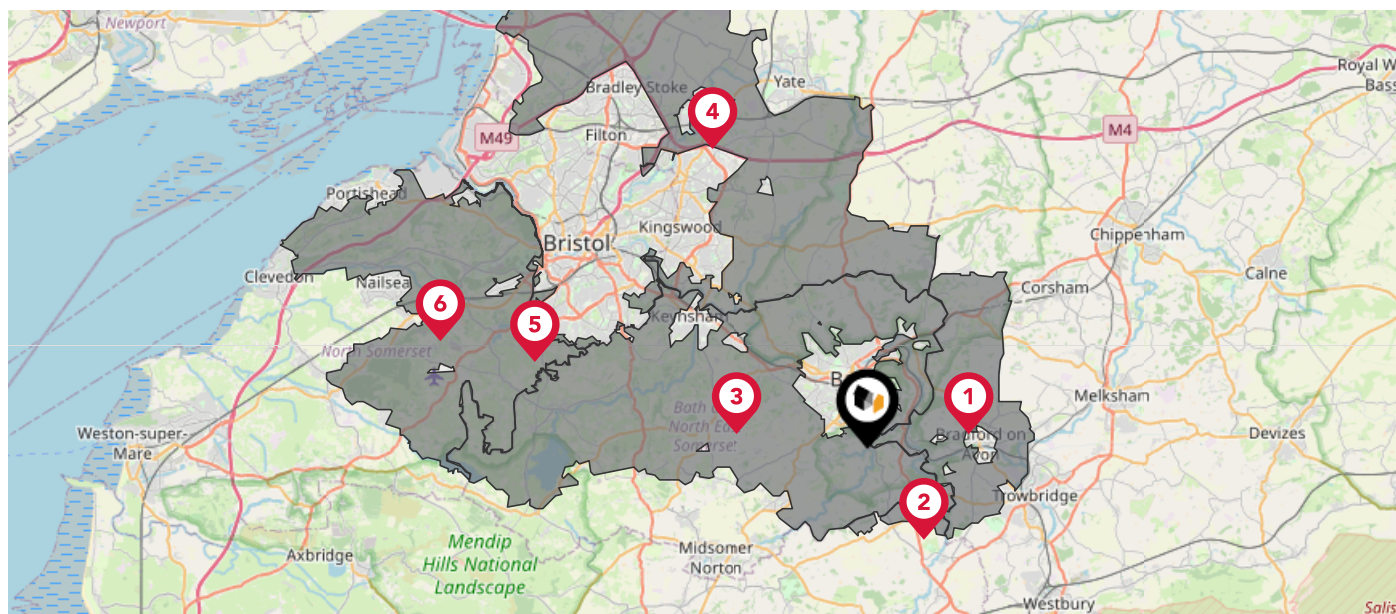 Newport
Bradley Stoke
Yate
Royal W
Bass
4
M4
M49
Filton
Portishead
Kingswood
Bristol
Chippenham
Clevedon
Nailsea
Calne
Corsham
6
5
Keynsham
North Somerset
3
1
Bath
North East
Somerset
Melksham
Weston-super-
Mare
Bradford on
Avon
Devizes
2
Trowbridge
Axbridge
Mendip
Hills National
Landscape
Midsomer
Norton
Westbury
Salis